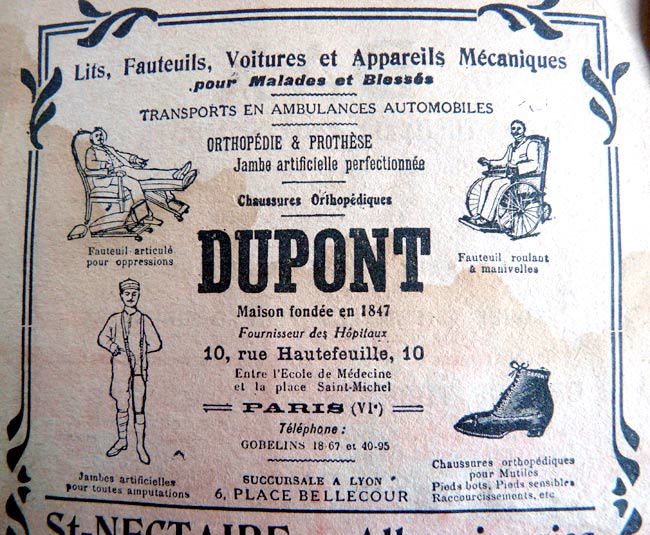 Lits, Fauteuils, Voitures et Appareils Mécaniques
pour Malades et Blessés
TRANSPORTS EN AMBULANCES AUTOMOBILES
ORTHOPÉDIE & PROTHÈSE
Jambe artificielle perfectionnée
Chaussures Orthopédiques
Fauteuil articulé
pour oppressions
Fauteuil roulant
à manivelles
DUPONT
Maison fondée en 1847
Fournisseur des Hôpitaux
10, rue Hautefeuille, 10
Entre l'Ecole de Médecine
et la place Saint-Michel
PARIS (VIe)
Téléphone:
GOBELINS 18-67 et 40-95
Jambes artificielles
pour toutes amputations
SUCCURSALE A LYON
6, PLACE BELLECOUR
Chaussures orthopédiques
pour Mutilés
Pieds bots, Pieds sensibles
Raccourcissements, etc
St-NECTAIRE